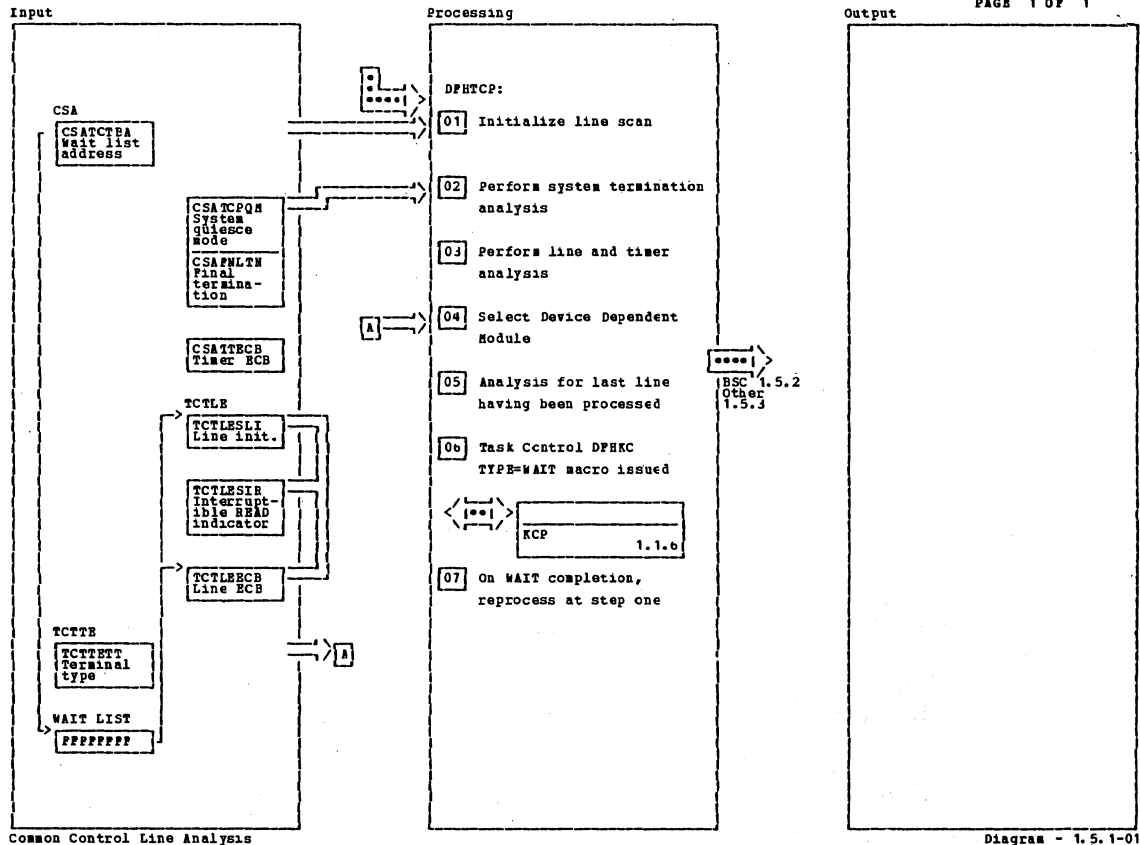 PAGE 1 OF 1
Input
Processing
Output
CSA
CSATCTBA
Wait list
address
CSATCPQM
System
quiesce
mode
CSAFNLTN
Final
termina-
tion
CSATTECB
Timer ECB
TCTLE
TCTLESLI
Line init.
TCTLESIR
Interrupt-
ible READ
indicator
TCTLEECB
Line ECB
TCTTE
TCTTETT
Terminal
type
A
WAIT LIST
FFFFFFFF
DFHTCP:
01 Initialize line scan
02 Perform system termination
analysis
03 Perform line and timer
analysis
A
04 Select Device Dependent
Module
05 Analysis for last line
having been processed
06 Task Control DFHKC
TYPE=WAIT macro issued
KCP
1.1.6
07 On WAIT completion,
reprocess at step one
BSC 1.5.2
Other
1.5.3
Common Control Line Analysis
Diagram - 1.5.1-01